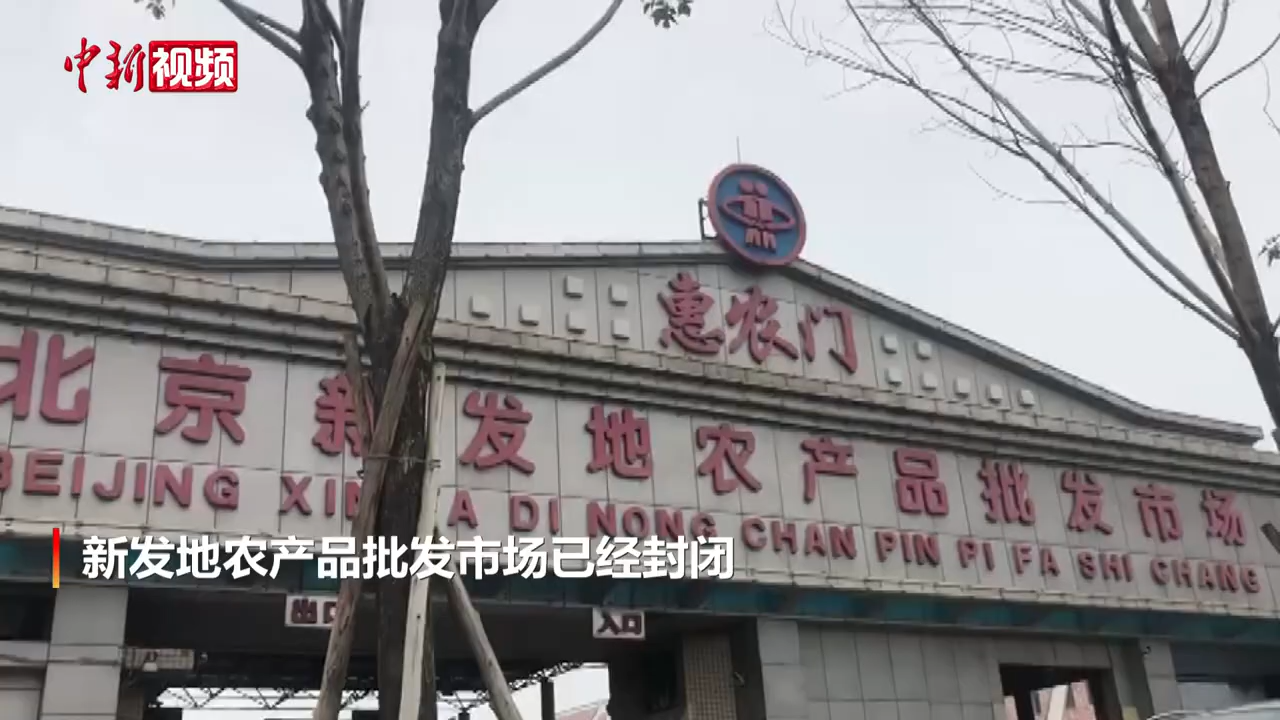 中新视频
惠农门
北京新发地农产品批发市场
BEIJING XIN FA DI NONG CHAN PIN PI FA SHI CHANG
新发地农产品批发市场已经封闭
出口
入口